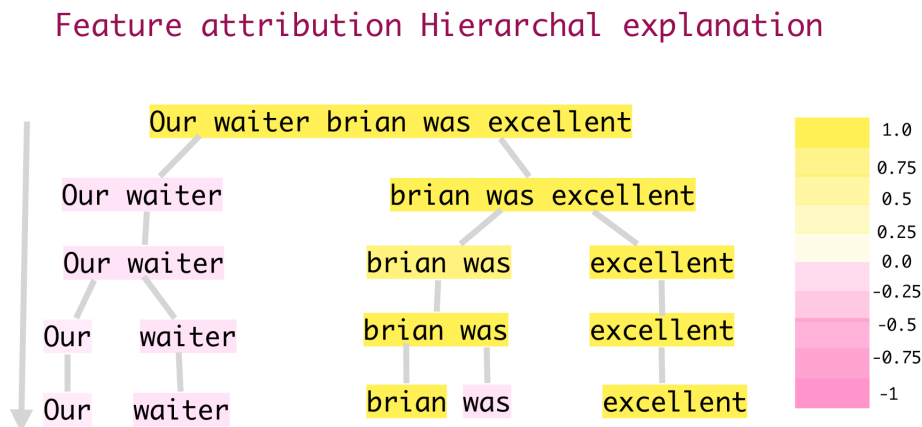 Feature attribution Hierarchal explanation
Our waiter brian was excellent
Our waiter brian was excellent
Our waiter brian was excellent
Our waiter brian was excellent
Our waiter brian was excellent
1.0
0.75
0.5
0.25
0.0
-0.25
-0.5
-0.75
-1